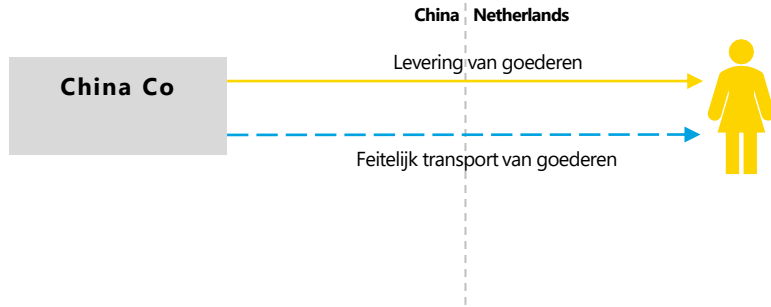 China Netherlands
Levering van goederen
China Co
Feitelijk transport van goederen